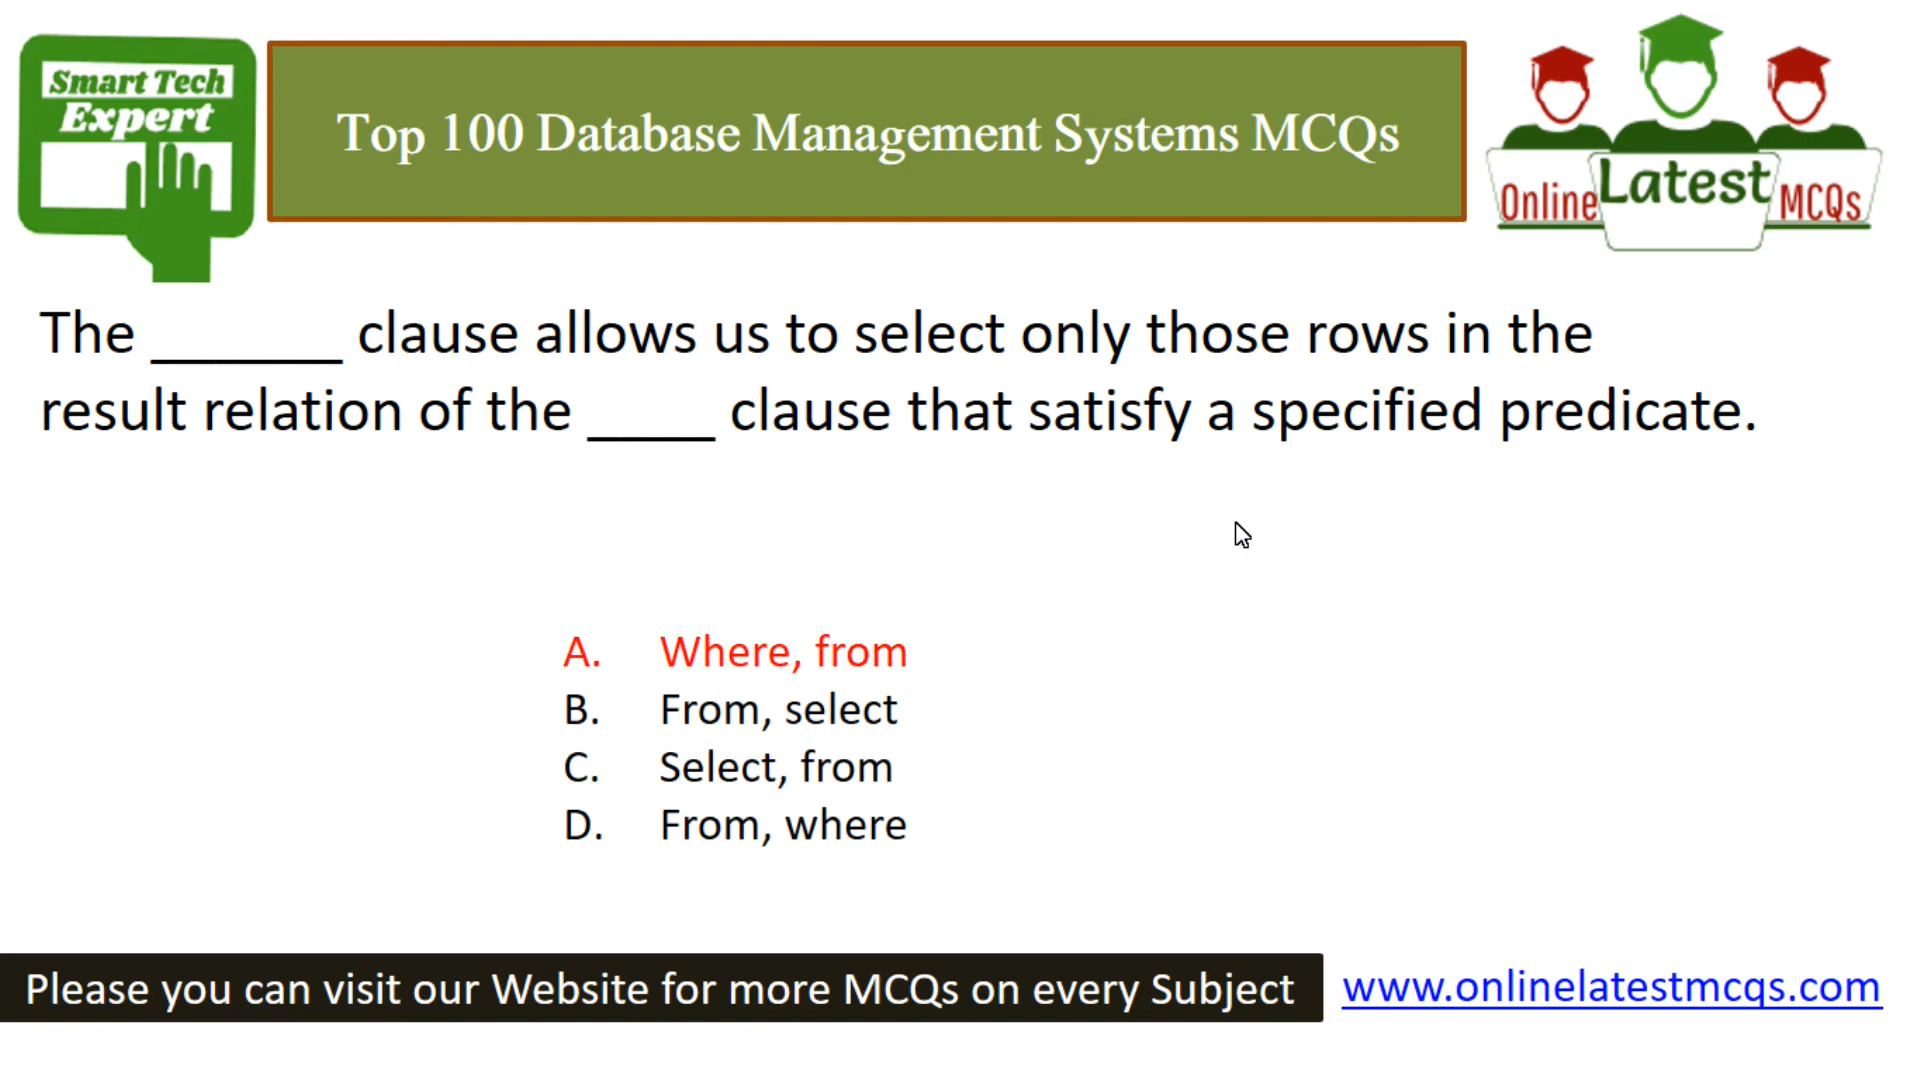 Smart Tech
Expert
Top 100 Database Management Systems MCQs
Online Latest MCQs
The ______ clause allows us to select only those rows in the
result relation of the ____ clause that satisfy a specified predicate.
A. Where, from
B. From, select
C. Select, from
D. From, where
Please you can visit our Website for more MCQs on every Subject
www.onlinelatestmcqs.com